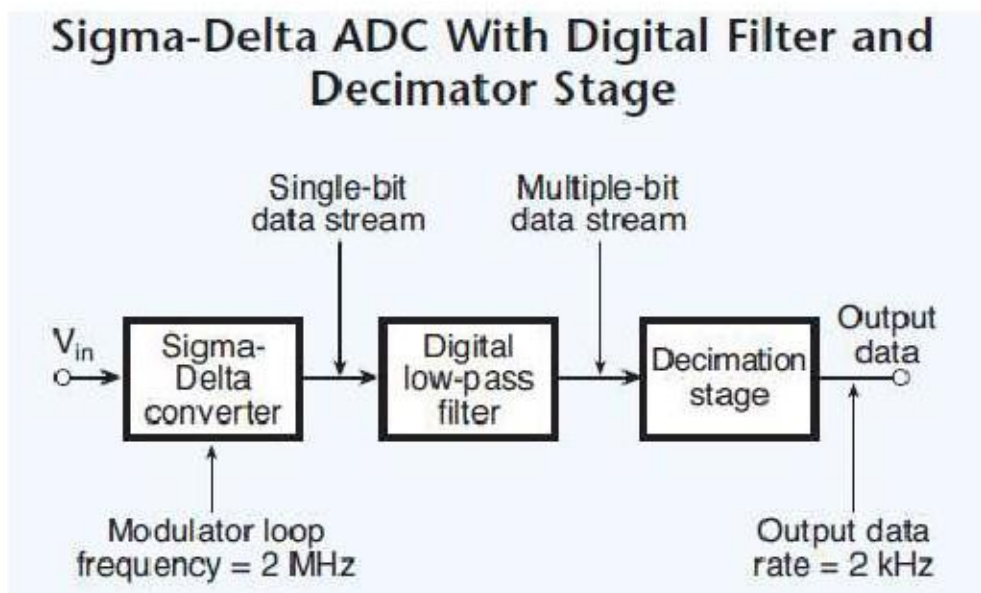 Sigma-Delta ADC With Digital Filter and
Decimator Stage
Single-bit
data stream
Multiple-bit
data stream
Vin
Sigma-
Delta
converter
Digital
low-pass
filter
Decimation
stage
Output
data
Modulator loop
frequency = 2 MHz
Output data
rate = 2 kHz